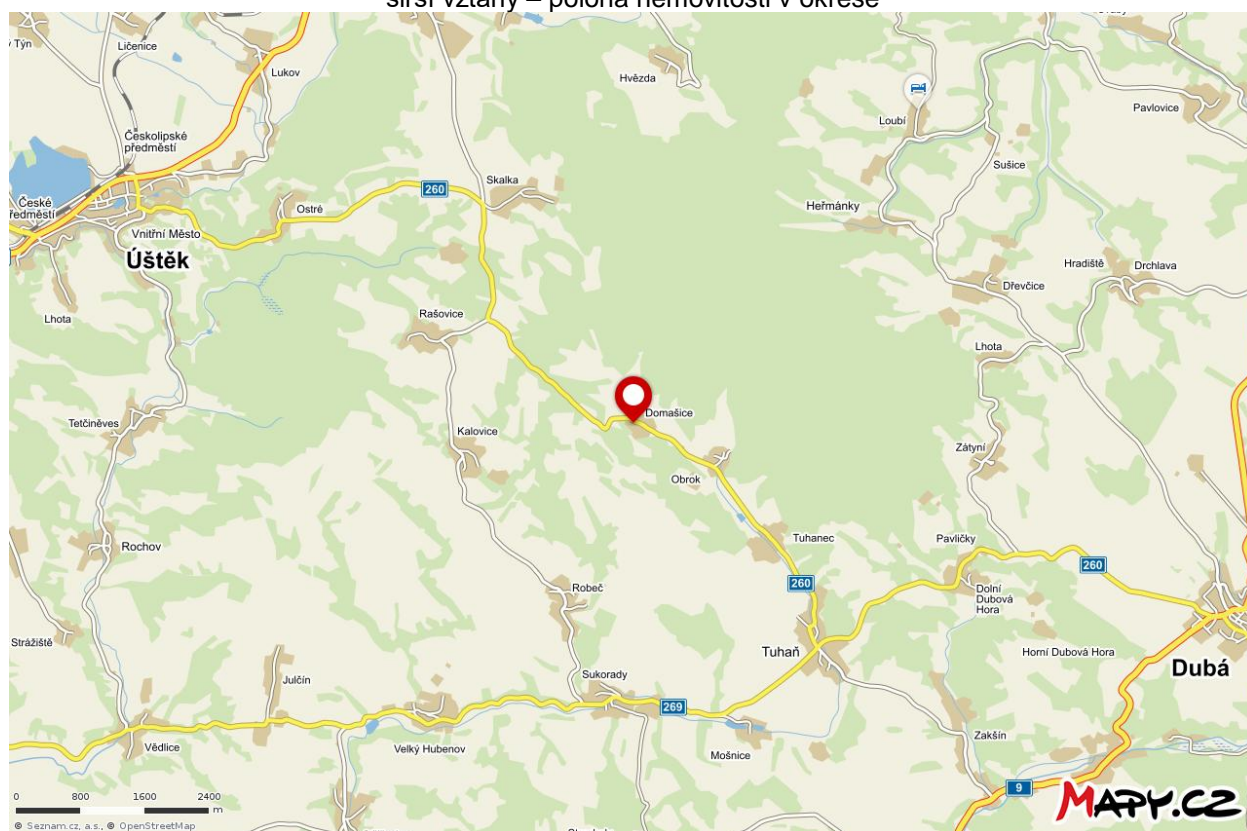 širší vztahy – poloha nemovitosti v okrese
Týn
Ličenice
Lukov
Hvězda
Loubí
Pavlovice
Českolipské
předměstí
Sušice
České
ředměstí
Vnitřní Město
Úštěk
Ostré
260
Skalka
Heřmánky
Hradiště
Drchlava
Dřevčice
Lhota
Rašovice
Lhota
Tetčiněves
Kalovice
Domašice
Obrok
Zátyní
Rochov
Tuhanec
Pavličky
260
260
Dolní
Dubová
Hora
Robeč
Strážiště
Julčín
Tuhaň
Horní Dubová Hora
Dubá
Sukorady
269
Vědlice
Velký Hubenov
Mošnice
Zakšín
9
0 800 1600 2400
m
© Seznam.cz, a.s., © OpenStreetMap
MAPY.CZ